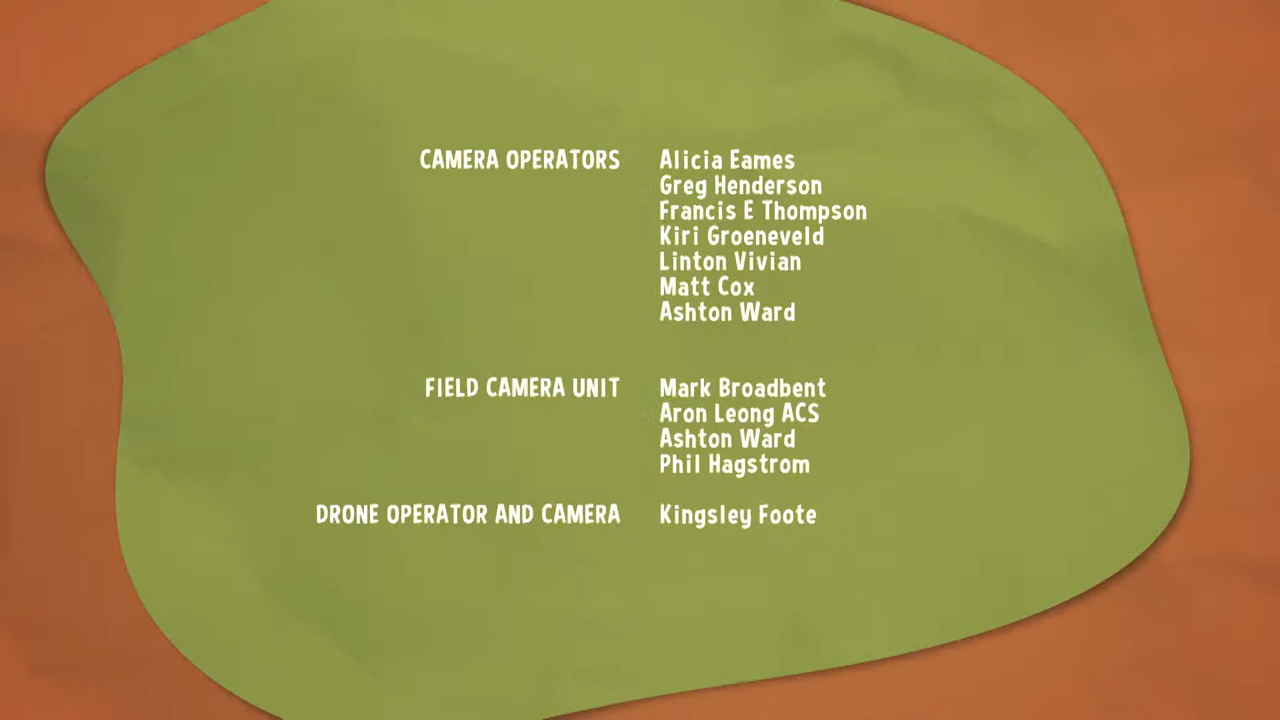 CAMERA OPERATORS Alicia Eames
Greg Henderson
Francis E Thompson
Kiri Groeneveld
Linton Vivian
Matt Cox
Ashton Ward
FIELD CAMERA UNIT Mark Broadbent
Aron Leong ACS
Ashton Ward
Phil Hagstrom
DRONE OPERATOR AND CAMERA Kingsley Foote